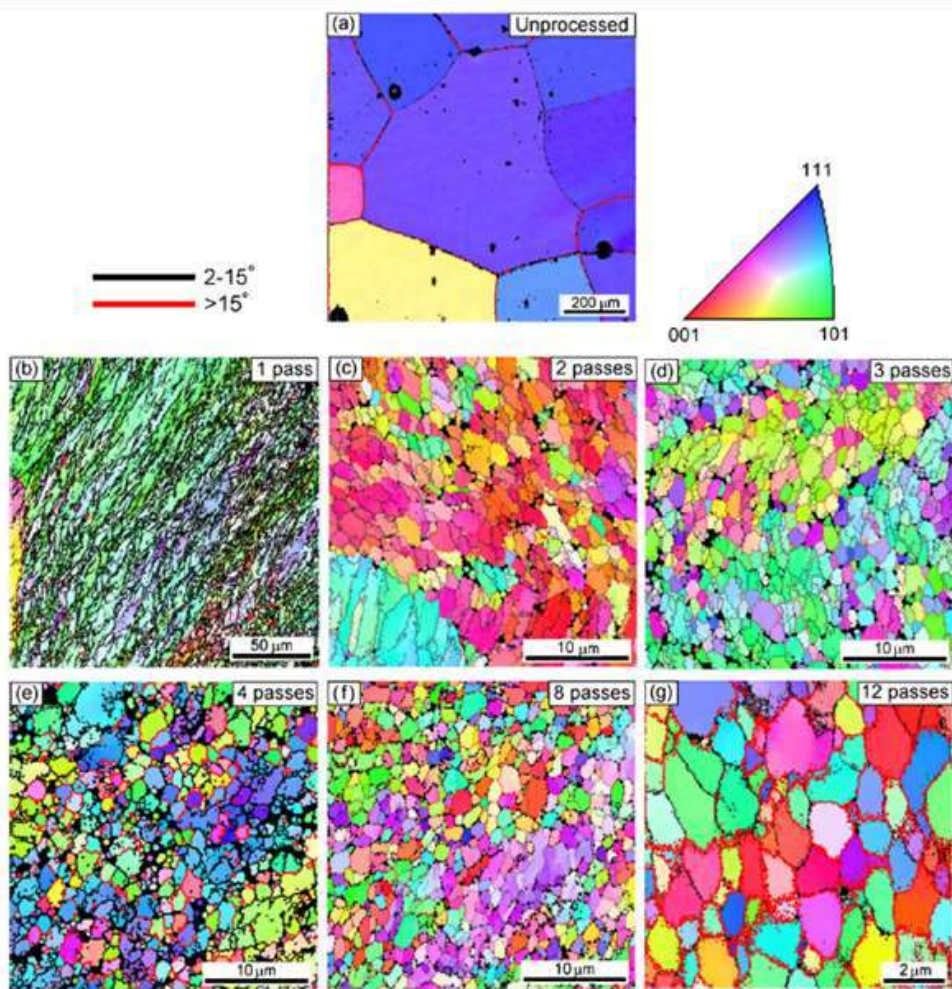 (a) Unprocessed
200 μm
2-15°
>15°
111
001 101
(b) 1 pass
50 μm
(c) 2 passes
10 μm
(d) 3 passes
10 μm
(e) 4 passes
10 μm
(f) 8 passes
10 μm
(g) 12 passes
2 μm